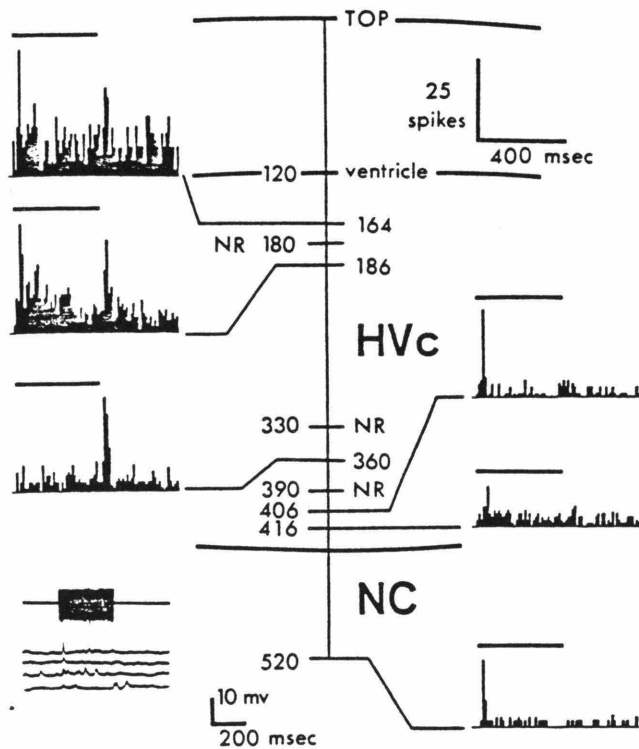 TOP
25
spikes
400 msec
120 ventricle
164
NR 180
186
HVc
330 NR
360
390 NR
406
416
NC
520
10 mv
200 msec